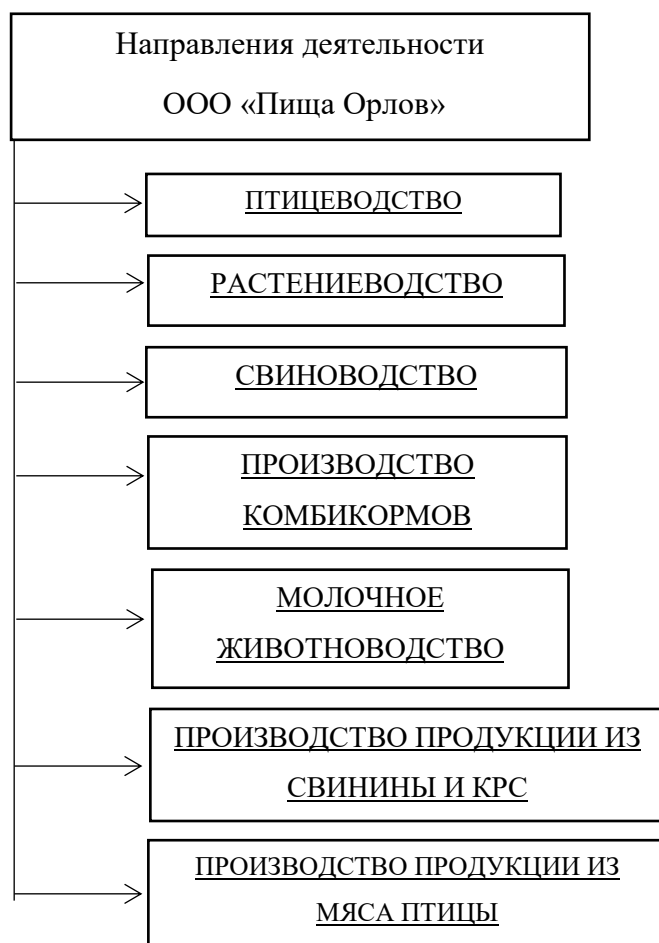 Направления деятельности
ООО «Пища Орлов»
ПТИЦЕВОДСТВО
РАСТЕНИЕВОДСТВО
СВИНОВОДСТВО
ПРОИЗВОДСТВО
КОМБИКОРМОВ
МОЛОЧНОЕ
ЖИВОТНОВОДСТВО
ПРОИЗВОДСТВО ПРОДУКЦИИ ИЗ
СВИНИНЫ И КРС
ПРОИЗВОДСТВО ПРОДУКЦИИ ИЗ
МЯСА ПТИЦЫ